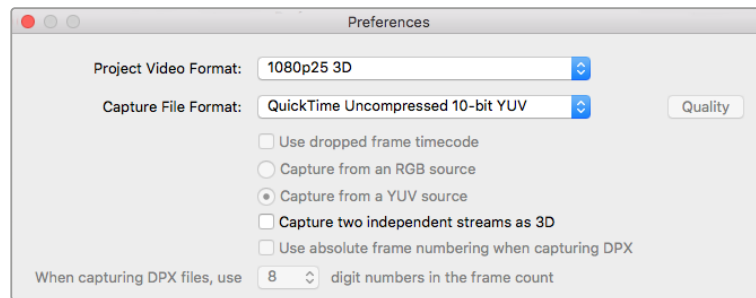 Preferences
Project Video Format: 1080p25 3D
Capture File Format: QuickTime Uncompressed 10-bit YUV Quality
Use dropped frame timecode
Capture from an RGB source
Capture from a YUV source
Capture two independent streams as 3D
Use absolute frame numbering when capturing DPX
When capturing DPX files, use 8 digit numbers in the frame count